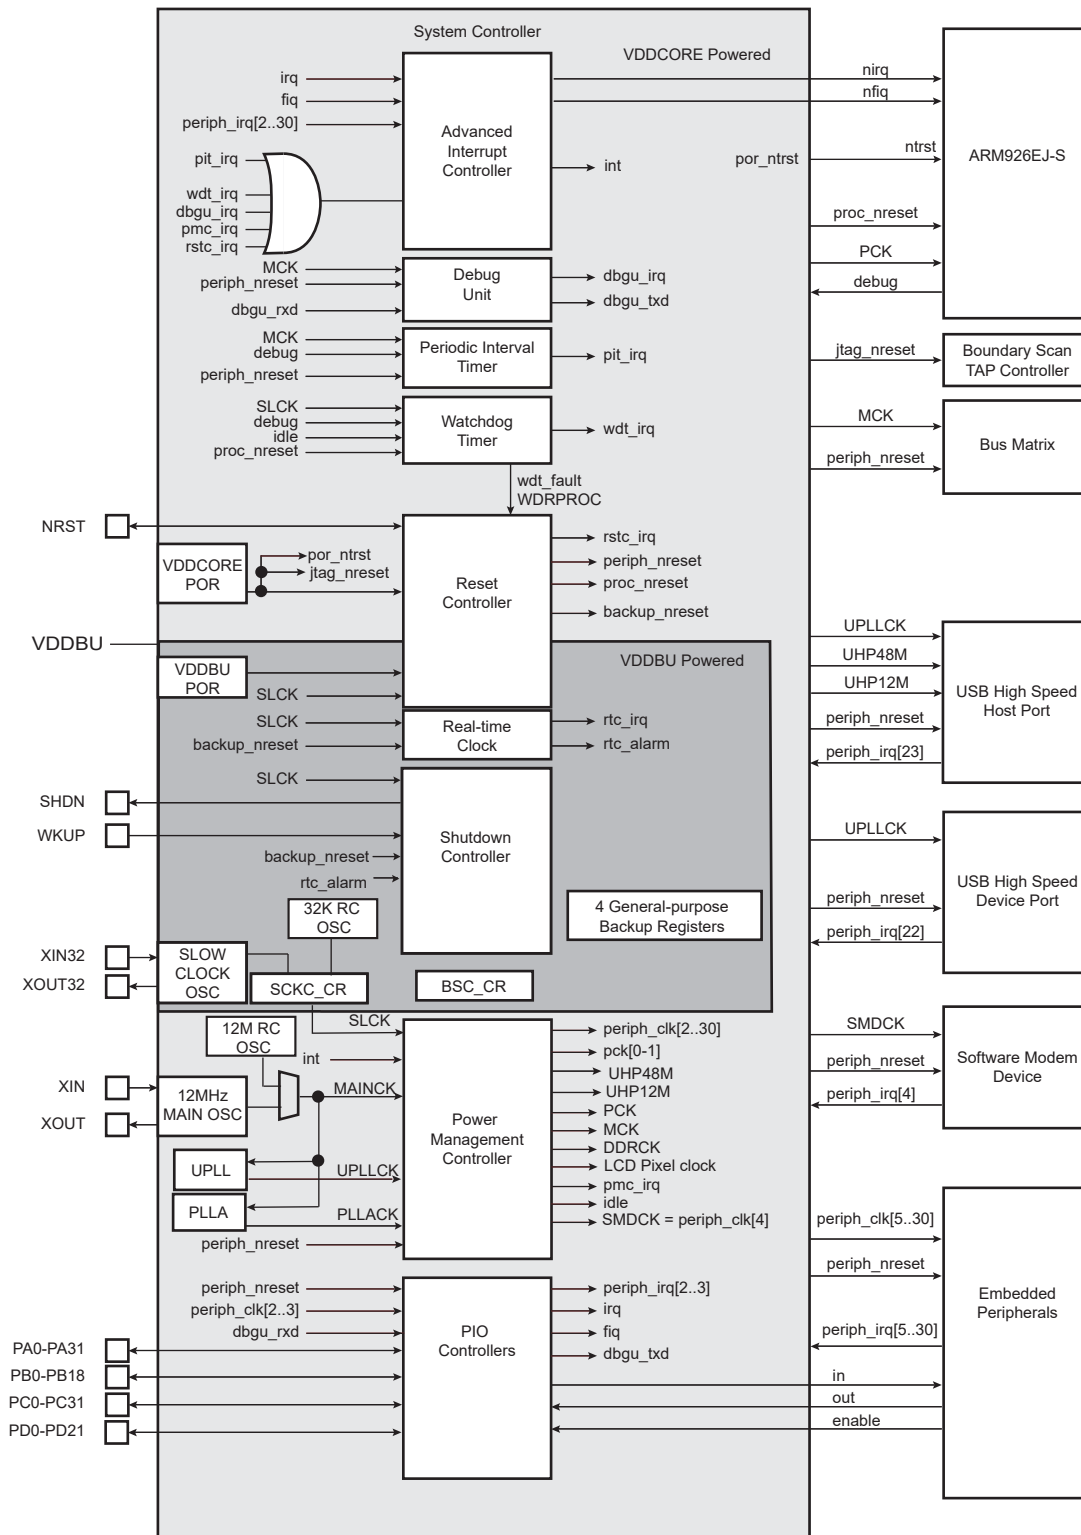 System Controller
VDDCORE Powered
irq
fiq
periph_irq[2..30]
pit_irq
wdt_irq
dbgu_irq
pmc_irq
rstc_irq
Advanced
Interrupt
Controller
int
nirq
nfiq
por_ntrst
ntrst
proc_nreset
PCK
debug
ARM926EJ-S
MCK
periph_nreset
dbgu_rxd
Debug
Unit
dbgu_irq
dbgu_txd
MCK
debug
periph_nreset
Periodic Interval
Timer
pit_irq
jtag_nreset
Boundary Scan
TAP Controller
SLCK
debug
idle
proc_nreset
Watchdog
Timer
wdt_irq
wdt_fault
WDRPROC
MCK
periph_nreset
Bus Matrix
NRST
VDDCORE
POR
por_ntrst
jtag_nreset
Reset
Controller
rstc_irq
periph_nreset
proc_nreset
backup_nreset
VDDBU
VDDBU Powered
VDDBU
POR
SLCK
UPLLCK
UHP48M
UHP12M
periph_nreset
periph_irq[23]
USB High Speed
Host Port
SLCK
backup_nreset
Real-time
Clock
rtc_irq
rtc_alarm
SLCK
SHDN
WKUP
backup_nreset
rtc_alarm
Shutdown
Controller
4 General-purpose
Backup Registers
UPLLCK
periph_nreset
periph_irq[22]
USB High Speed
Device Port
32K RC
OSC
XIN32
XOUT32
SLOW
CLOCK
OSC
SCKC_CR
BSC_CR
SLCK
12M RC
OSC
int
XIN
XOUT
12MHz
MAIN OSC
MAINCK
UPLL
UPLLCK
PLLA
PLLACK
periph_nreset
Power
Management
Controller
periph_clk[2..30]
pck[0-1]
UHP48M
UHP12M
PCK
MCK
DDRCK
LCD Pixel clock
pmc_irq
idle
SMDCK = periph_clk[4]
SMDCK
periph_nreset
periph_irq[4]
Software Modem
Device
periph_nreset
periph_clk[2..3]
dbgu_rxd
PA0-PA31
PB0-PB18
PC0-PC31
PD0-PD21
PIO
Controllers
periph_irq[2..3]
irq
fiq
dbgu_txd
periph_clk[5..30]
periph_nreset
periph_irq[5..30]
in
out
enable
Embedded
Peripherals